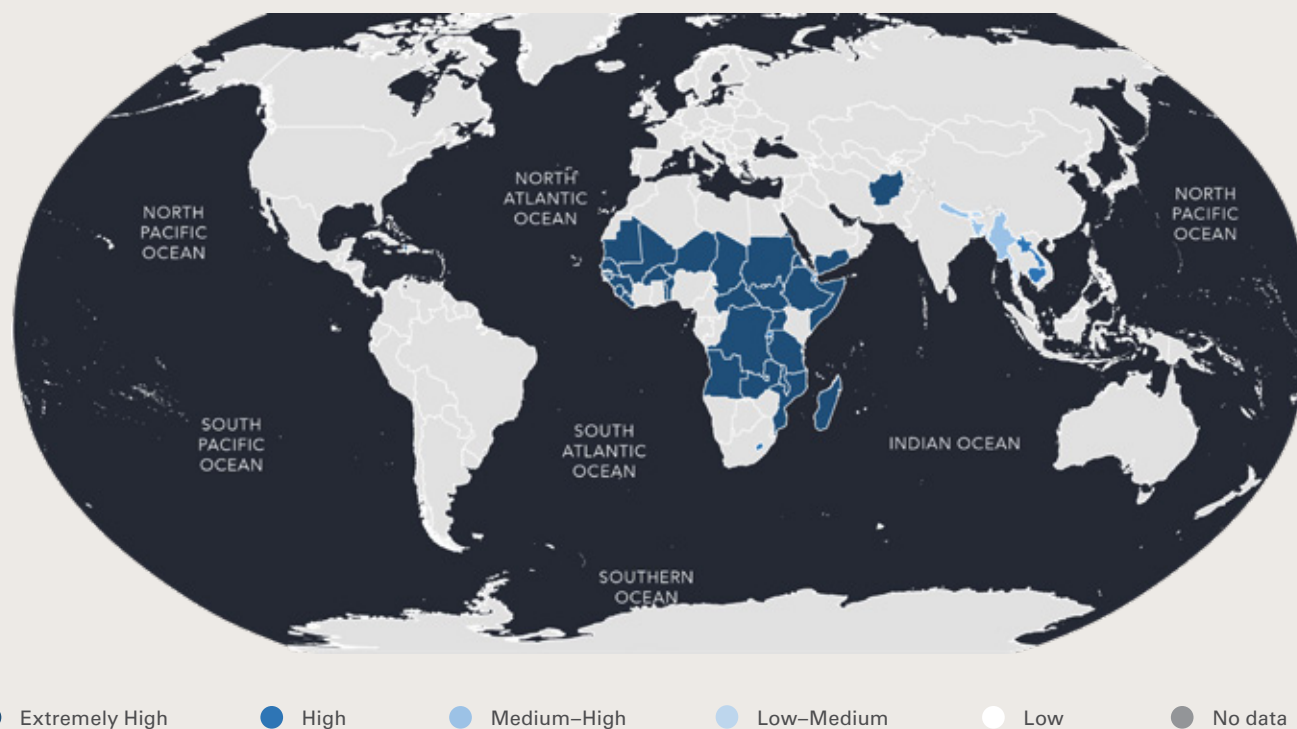 NORTH
PACIFIC
OCEAN
NORTH
ATLANTIC
OCEAN
NORTH
PACIFIC
OCEAN
SOUTH
PACIFIC
OCEAN
SOUTH
ATLANTIC
OCEAN
INDIAN OCEAN
SOUTHERN
OCEAN
Extremely High
High
Medium–High
Low–Medium
Low
No data